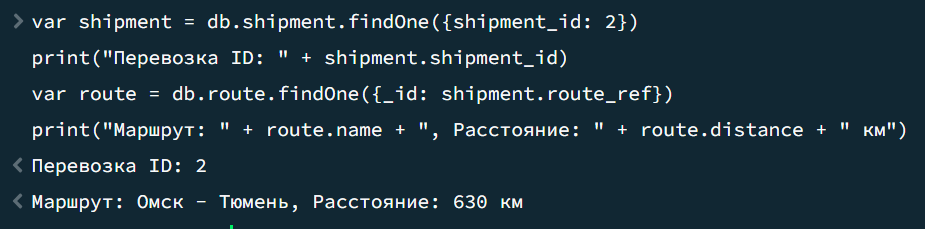 var shipment = db.shipment.findOne({shipment_id: 2})
print("Перевозка ID: " + shipment.shipment_id)
var route = db.route.findOne({_id: shipment.route_ref})
print("Маршрут: " + route.name + ", Расстояние: " + route.distance + " км")
Перевозка ID: 2
Маршрут: Омск - Тюмень, Расстояние: 630 км